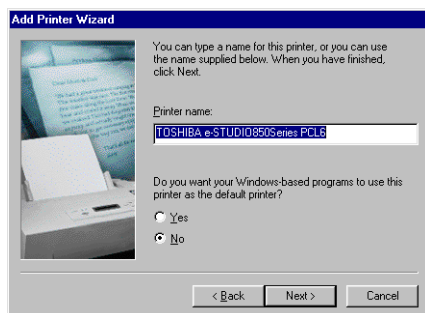 Add Printer Wizard
You can type a name for this printer, or you can use
the name supplied below. When you have finished,
click Next.
Printer name:
TOSHIBA e-STUDIO850Series PCL6
Do you want your Windows-based programs to use this
printer as the default printer?
Yes
No
< Back
Next >
Cancel